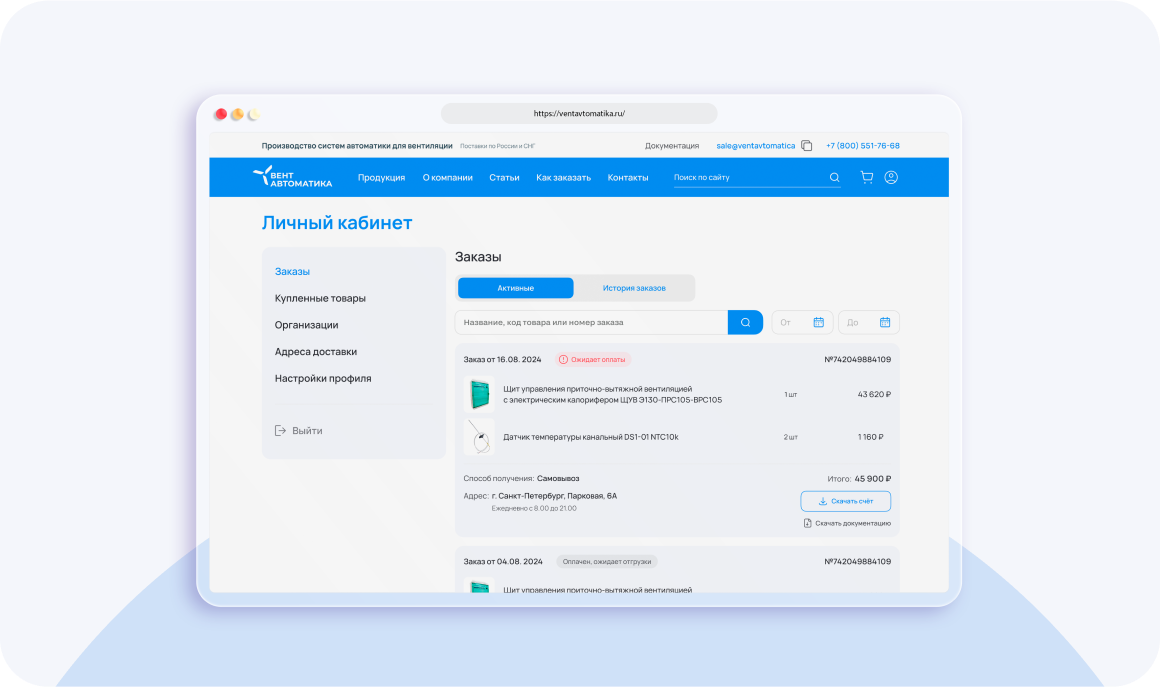 https://ventavtomatika.ru/
Производство систем автоматики для вентиляции Поставки по России и СНГ Документация sale@ventavtomatica +7 (800) 551-76-68
ВЕНТ АВТОМАТИКА Продукция О компании Статьи Как заказать Контакты Поиск по сайту
Личный кабинет
Заказы
Купленные товары
Организации
Адреса доставки
Настройки профиля
Выйти
Заказы
Активные История заказов
Название, код товара или номер заказа От До
Заказ от 16.08. 2024 Ожидает оплаты №742049884109
Щит управления приточно-вытяжной вентиляцией
с электрическим калорифером ЩУВ Э130-ПРС105-ВРС105 1 шт 43 620 ₽
Датчик температуры канальный DS1-01 NTC10k 2 шт 1 160 ₽
Способ получения: Самовывоз Итого: 45 900 ₽
Адрес: г. Санкт-Петербург, Парковая, 6А Скачать счёт
Ежедневно с 8.00 до 21.00
Скачать документацию
Заказ от 04.08. 2024 Оплачен, ожидает отгрузки №742049884109
Щит управления приточно-вытяжной вентиляцией